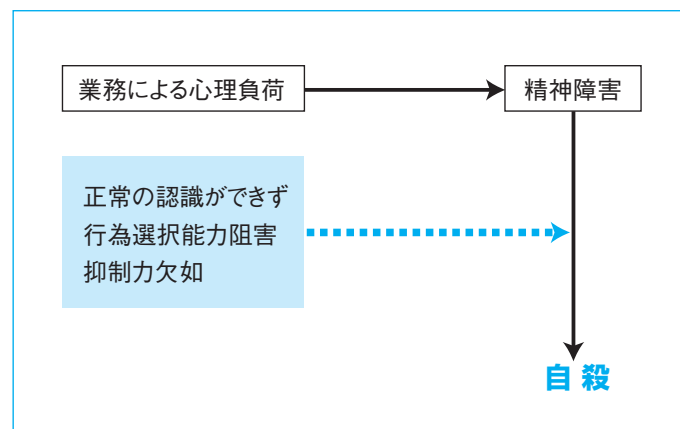 業務による心理負荷
精神障害
正常の認識ができず
行為選択能力阻害
抑制力欠如
自殺